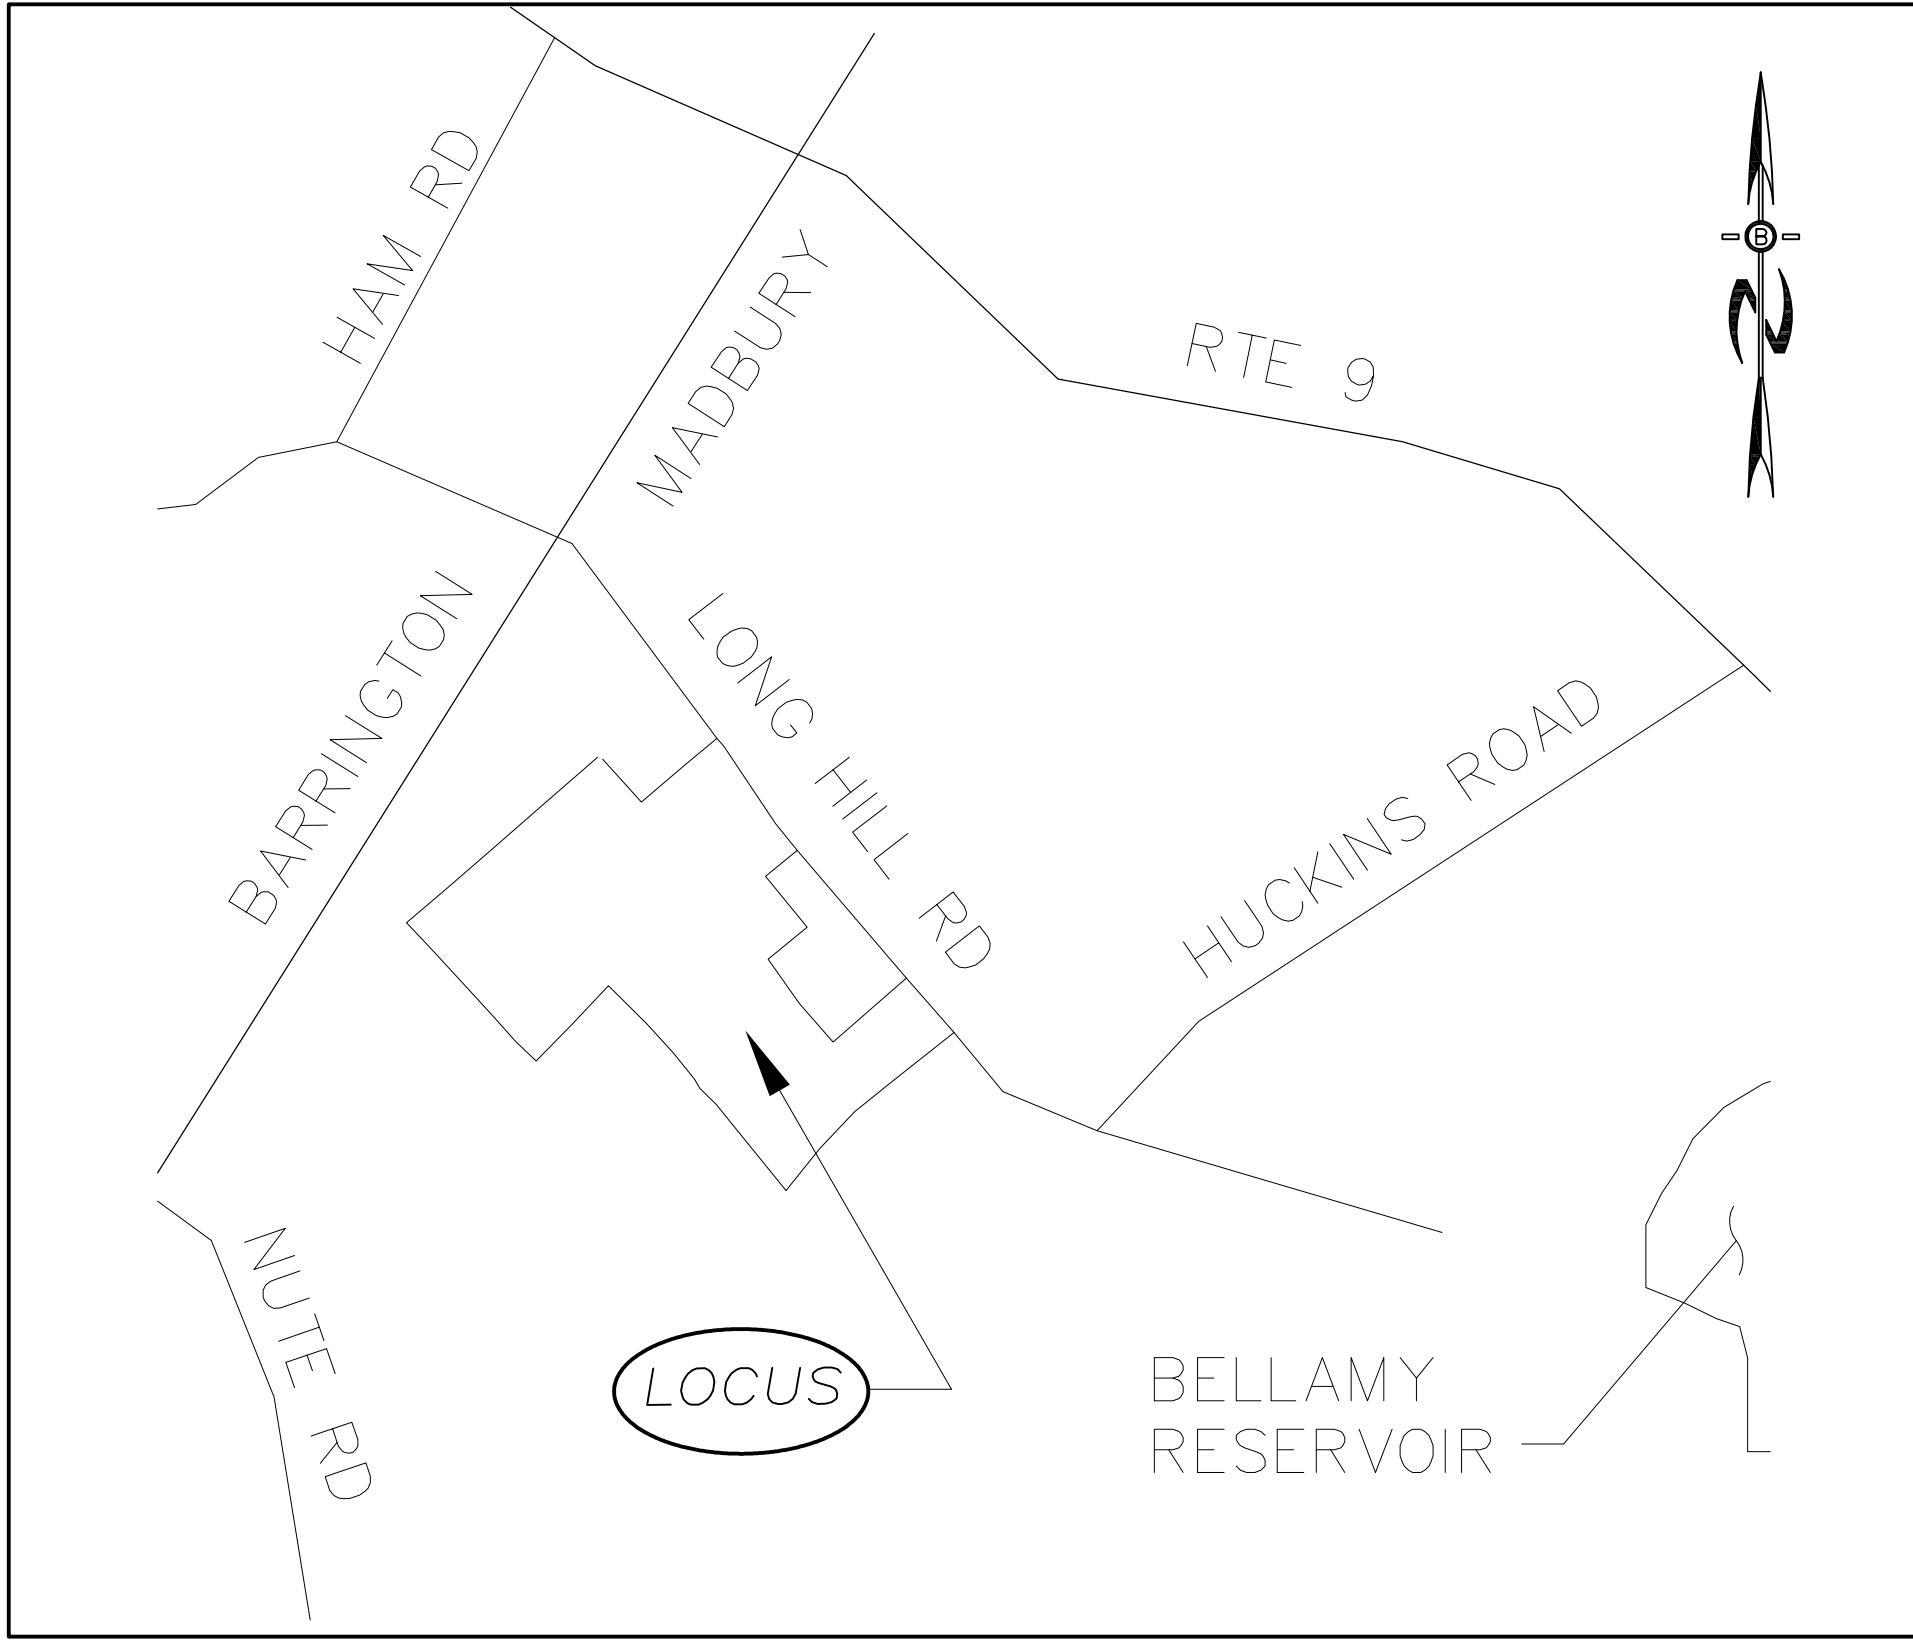 HAM RD
MADBURY
RTE 9
B
BARRINGTON
LONG HILL RD
HUCKINS ROAD
NUTE RD
LOCUS
BELLAMY
RESERVOIR